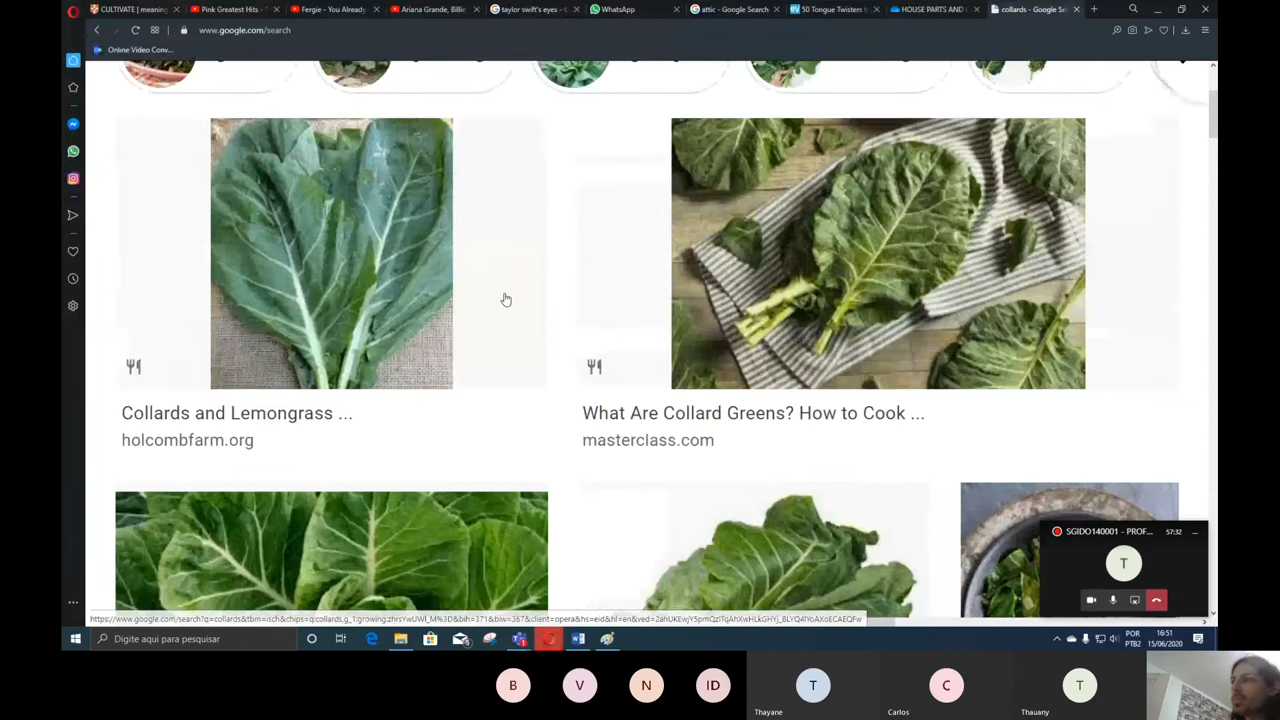 CULTIVATE | meaning
Pink Greatest Hits -
Fergie - You Already
Ariana Grande, Billie
taylor swift's eyes -
WhatsApp
attic - Google Search
50 Tongue Twisters
HOUSE PARTS AND
collards - Google Se
www.google.com/search
Online Video Conv...
Collards and Lemongrass ...
holcombfarm.org
What Are Collard Greens? How to Cook ...
masterclass.com
SGIDO140001 - PROF...
57:32
T
Digite aqui para pesquisar
POR
PTB2
16:51
15/06/2020
B
V
N
ID
T
Thayane
C
Carlos
T
Thauany